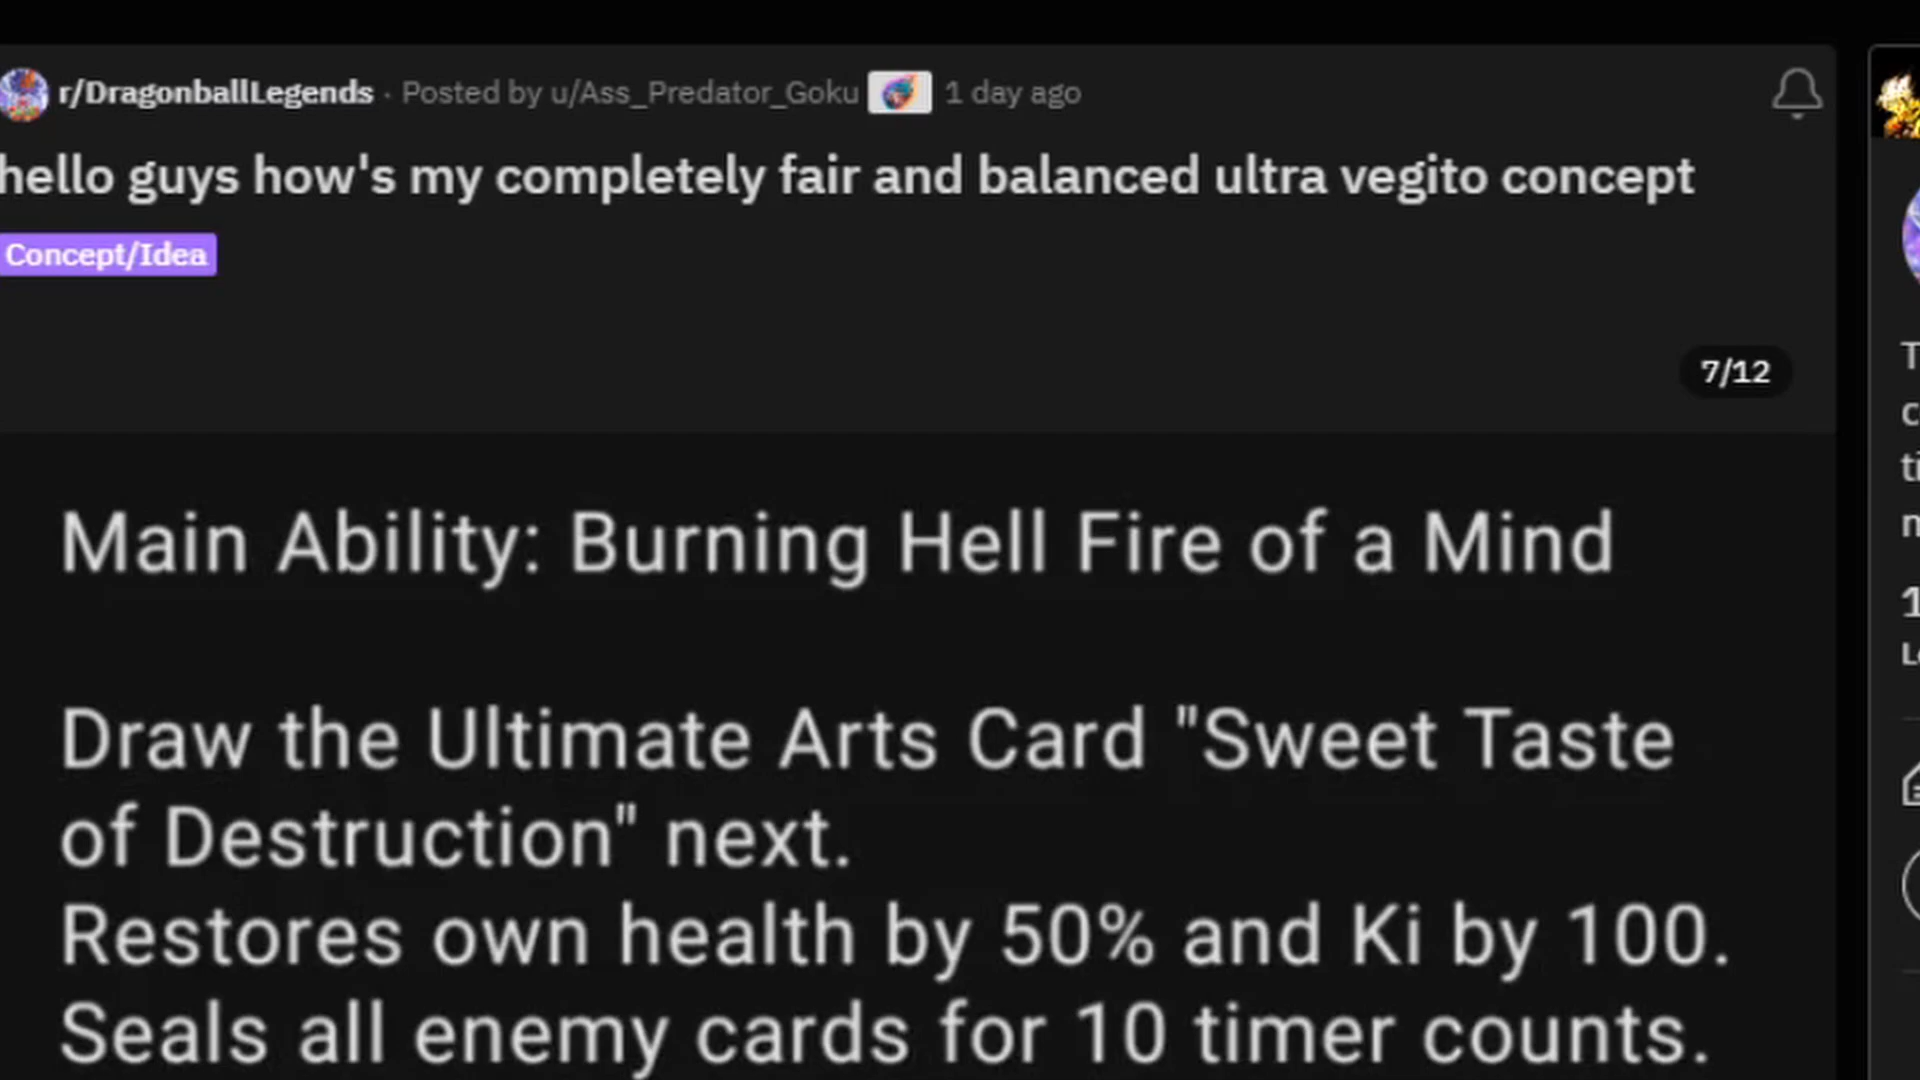 r/DragonballLegends · Posted by u/Ass_Predator_Goku 1 day ago
hello guys how's my completely fair and balanced ultra vegito concept
Concept/Idea
7/12
Main Ability: Burning Hell Fire of a Mind
Draw the Ultimate Arts Card "Sweet Taste
of Destruction" next.
Restores own health by 50% and Ki by 100.
Seals all enemy cards for 10 timer counts.